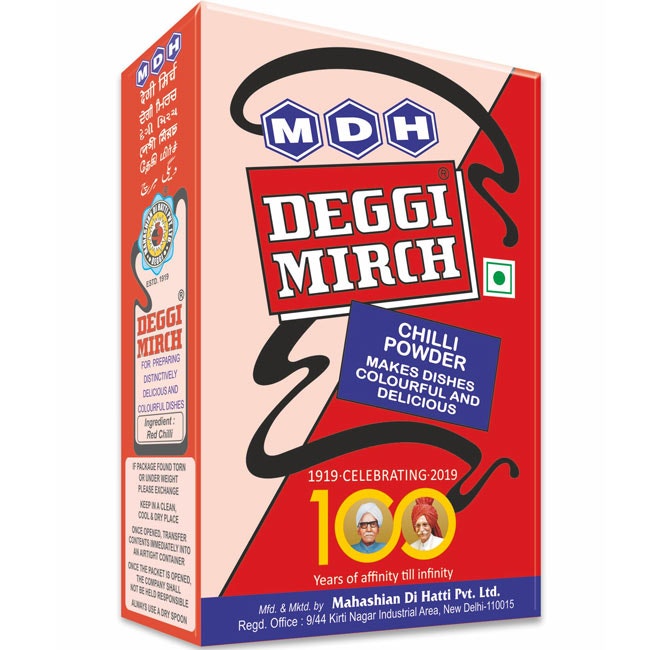 MDH
DEGGI
MIRCH
®
CHILLI
POWDER
MAKES DISHES
COLOURFUL AND
DELICIOUS
1919·CELEBRATING·2019
100
Years of affinity till infinity
Mfd. & Mktd. by Mahashian Di Hatti Pvt. Ltd.
Regd. Office : 9/44 Kirti Nagar Industrial Area, New Delhi-110015
MDH
देगी मिर्च
ESTD. 1919
®
DEGGI
MIRCH
FOR PREPARING
DISTINCTIVELY
DELICIOUS AND
COLOURFUL DISHES
Ingredient :
Red Chilli
IF PACKAGE FOUND TORN
OR UNDER WEIGHT
PLEASE EXCHANGE
KEEP IN A CLEAN,
COOL & DRY PLACE
ONCE OPENED, TRANSFER
CONTENTS IMMEDIATELY INTO
AN AIRTIGHT CONTAINER
ONCE THE PACKET IS OPENED,
THE COMPANY SHALL
NOT BE HELD RESPONSIBLE
ALWAYS USE A DRY SPOON